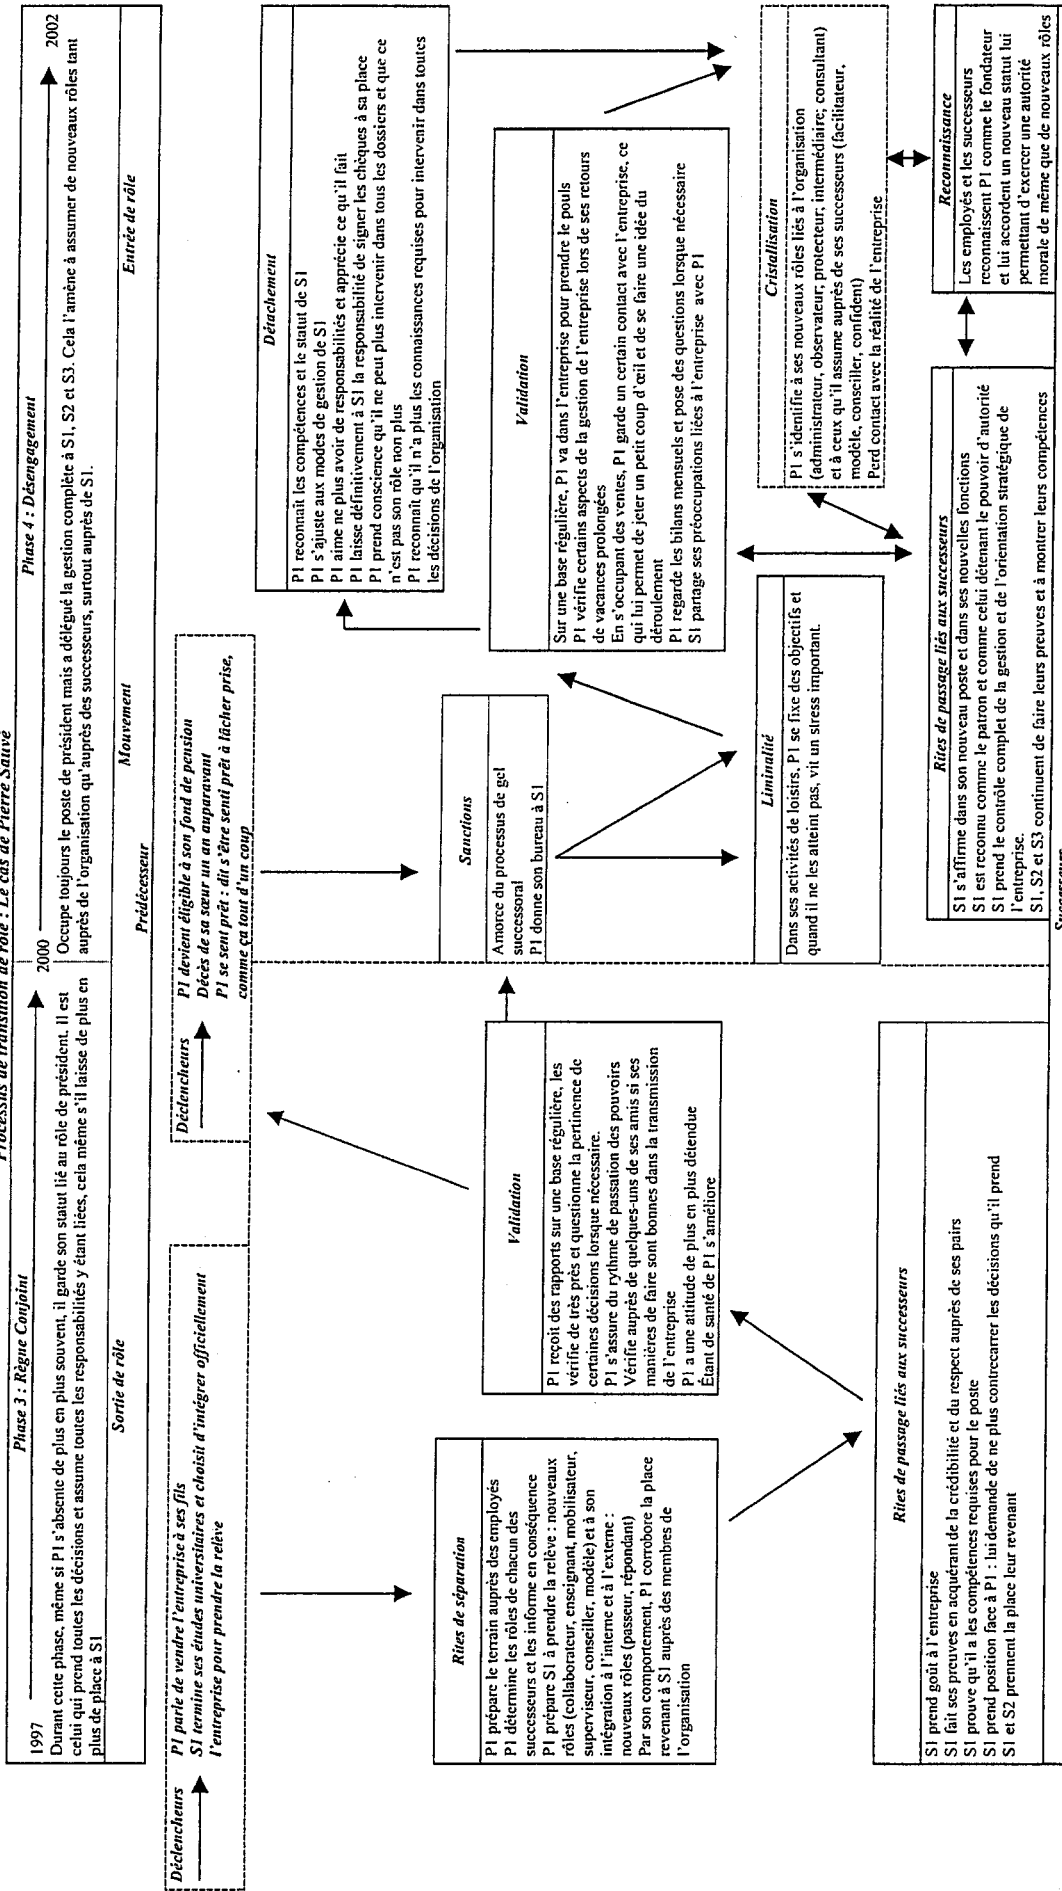 Processus de transition de rôle : Le cas de Pierre Sauvé
Phase 3 : Règne Conjoint
1997
2000
Durant cette phase, même si P1 s'absente de plus en plus souvent, il garde son statut lié au rôle de président. Il est
celui qui prend toutes les décisions et assume toutes les responsabilités y étant liées, cela même s'il laisse de plus en
plus de place à S1
Phase 4 : Désengagement
2002
Occupe toujours le poste de président mais a délégué la gestion complète à S1, S2 et S3. Cela l'amène à assumer de nouveaux rôles tant
auprès de l'organisation qu'auprès des successeurs, surtout auprès de S1.
Sortie de rôle
Mouvement
Entrée de rôle
Prédécesseur
Déclencheurs
P1 parle de vendre l'entreprise à ses fils
S1 termine ses études universitaires et choisit d'intégrer officiellement
l'entreprise pour prendre la relève
Déclencheurs
P1 devient éligible à son fond de pension
Décès de sa sœur un an auparavant
P1 se sent prêt : dit s'être senti prêt à lâcher prise,
comme ça tout d'un coup
Détachement
P1 reconnaît les compétences et le statut de S1
P1 s'ajuste aux modes de gestion de S1
P1 aime ne plus avoir de responsabilités et apprécie ce qu'il fait
P1 laisse définitivement à S1 la responsabilité de signer les chèques à sa place
P1 prend conscience qu'il ne peut plus intervenir dans tous les dossiers et que ce
n'est pas son rôle non plus
P1 reconnaît qu'il n'a plus les connaissances requises pour intervenir dans toutes
les décisions de l'organisation
Rites de séparation
P1 prépare le terrain auprès des employés
P1 détermine les rôles de chacun des
successeurs et les informe en conséquence
P1 prépare S1 à prendre la relève : nouveaux
rôles (collaborateur, enseignant, mobilisateur,
superviseur, conseiller, modèle) et à son
intégration à l'interne et à l'externe :
nouveaux rôles (passeur, répondant)
Par son comportement, P1 corrobore la place
revenant à S1 auprès des membres de
l'organisation
Validation
P1 reçoit des rapports sur une base régulière, les
vérifie de très près et questionne la pertinence de
certaines décisions lorsque nécessaire.
P1 s'assure du rythme de passation des pouvoirs
Vérifie auprès de quelques-uns de ses amis si ses
manières de faire sont bonnes dans la transmission
de l'entreprise
P1 a une attitude de plus en plus détendue
Étant de santé de P1 s'améliore
Sanctions
Amorce du processus de gel
successoral
P1 donne son bureau à S1
Validation
Sur une base régulière, P1 va dans l'entreprise pour prendre le pouls
P1 vérifie certains aspects de la gestion de l'entreprise lors de ses retours
de vacances prolongées
En s'occupant des ventes, P1 garde un certain contact avec l'entreprise, ce
qui lui permet de jeter un petit coup d'œil et de se faire une idée du
déroulement
P1 regarde les bilans mensuels et pose des questions lorsque nécessaire
S1 partage ses préoccupations liées à l'entreprise avec P1
Liminalité
Dans ses activités de loisirs, P1 se fixe des objectifs et
quand il ne les atteint pas, vit un stress important.
Cristallisation
P1 s'identifie à ses nouveaux rôles liés à l'organisation
(administrateur, observateur; protecteur; intermédiaire; consultant)
et à ceux qu'il assume auprès de ses successeurs (facilitateur,
modèle, conseiller, confident)
Perd contact avec la réalité de l'entreprise
Rites de passage liés aux successeurs
S1 prend goût à l'entreprise
S1 fait ses preuves en acquérant de la crédibilité et du respect auprès de ses pairs
S1 prouve qu'il a les compétences requises pour le poste
S1 prend position face à P1 : lui demande de ne plus contrecarrer les décisions qu'il prend
S1 et S2 prennent la place leur revenant
Rites de passage liés aux successeurs
S1 s'affirme dans son nouveau poste et dans ses nouvelles fonctions
S1 est reconnu comme le patron et comme celui détenant le pouvoir d'autorité
S1 prend le contrôle complet de la gestion et de l'orientation stratégique de
l'entreprise.
S1, S2 et S3 continuent de faire leurs preuves et à montrer leurs compétences
Reconnaissance
Les employés et les successeurs
reconnaissent P1 comme le fondateur
et lui accordent un nouveau statut lui
permettant d'exercer une autorité
morale de même que de nouveaux rôles
Successeurs